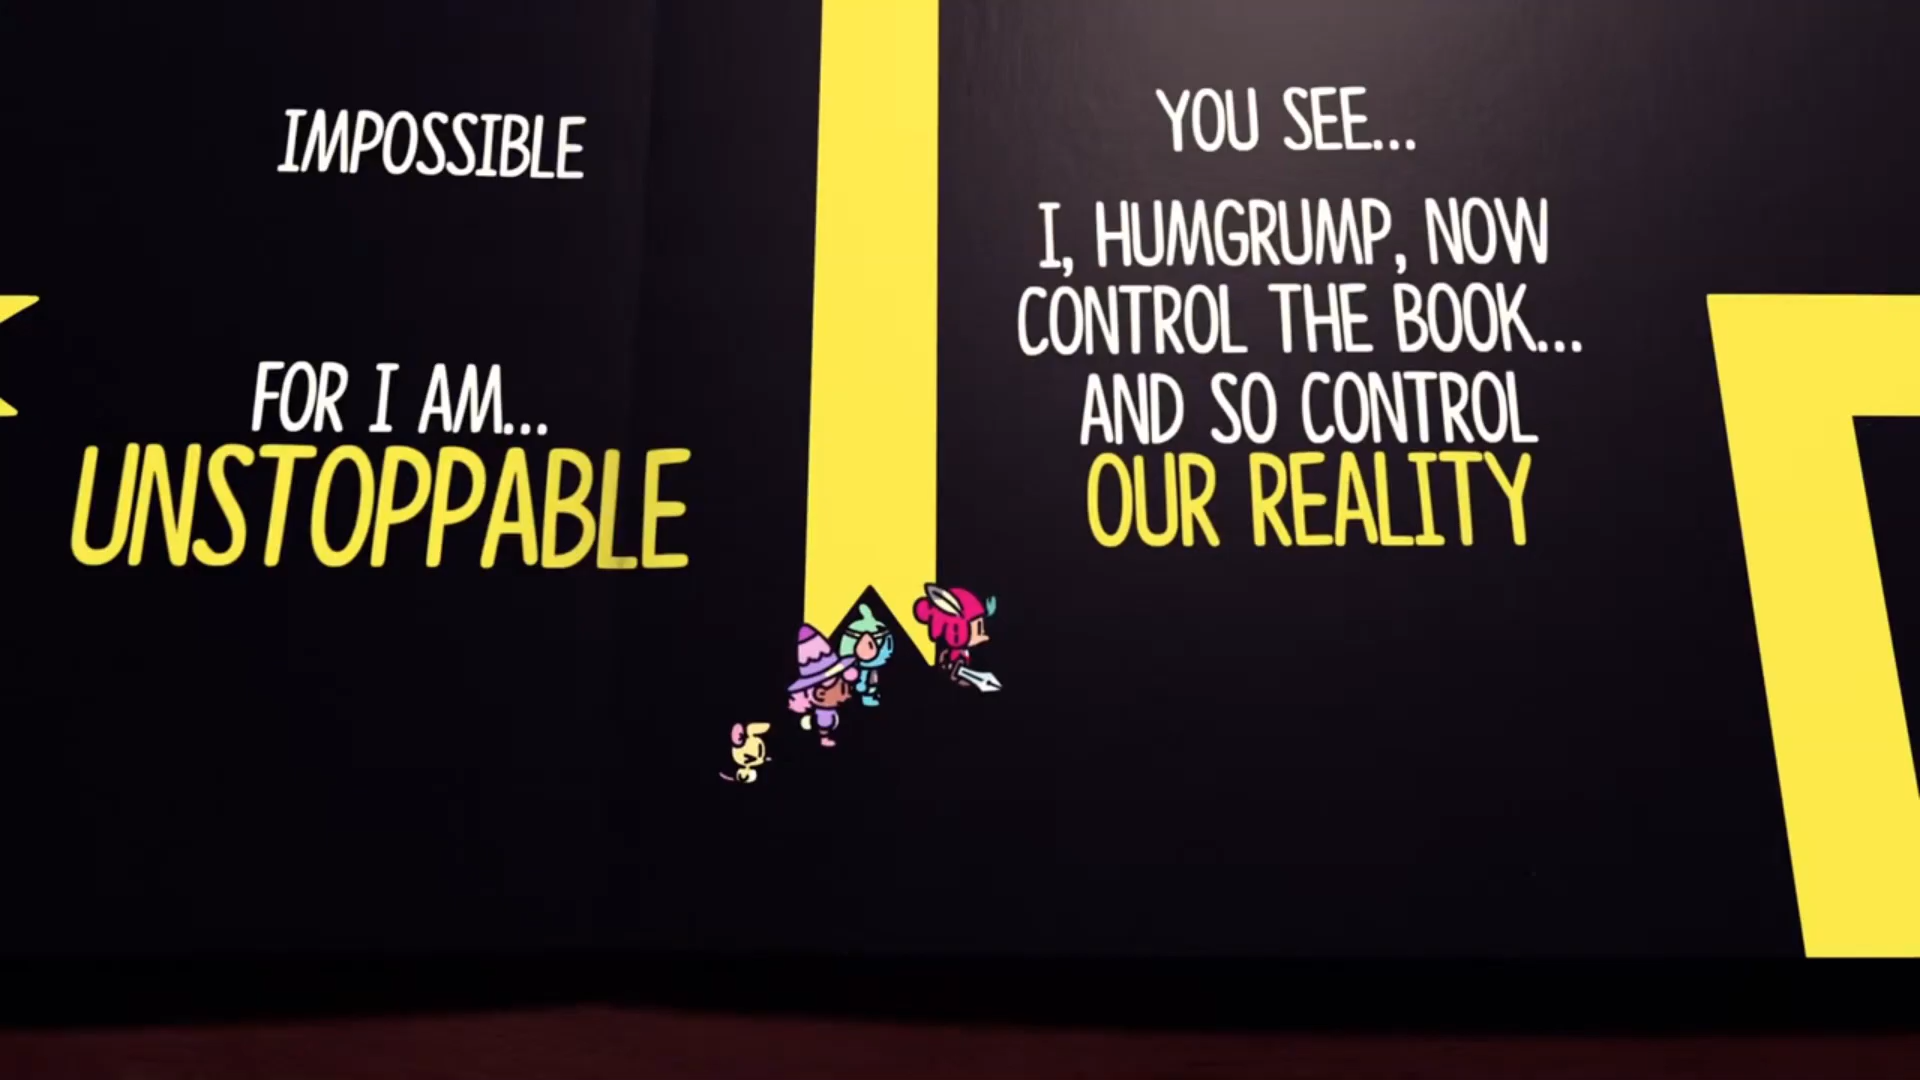 IMPOSSIBLE
FOR I AM...
UNSTOPPABLE
YOU SEE...
I, HUMGRUMP, NOW
CONTROL THE BOOK...
AND SO CONTROL
OUR REALITY